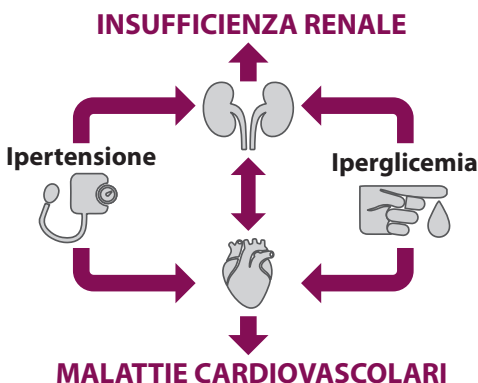 INSUFFICIENZA RENALE
Ipertensione
Iperglicemia
MALATTIE CARDIOVASCOLARI